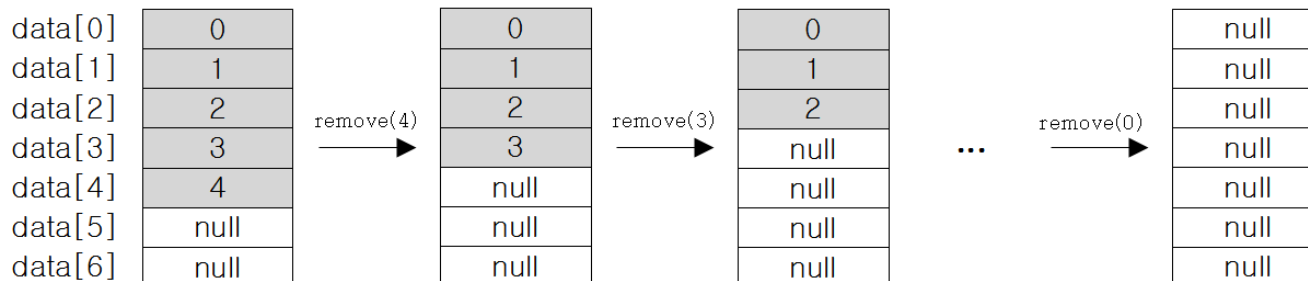 data[0] 0 0 0 null
data[1] 1 1 1 null
data[2] 2 2 2 null
remove(4) remove(3) remove(0)
data[3] 3 3 null ... null
data[4] 4 null null null
data[5] null null null null
data[6] null null null null